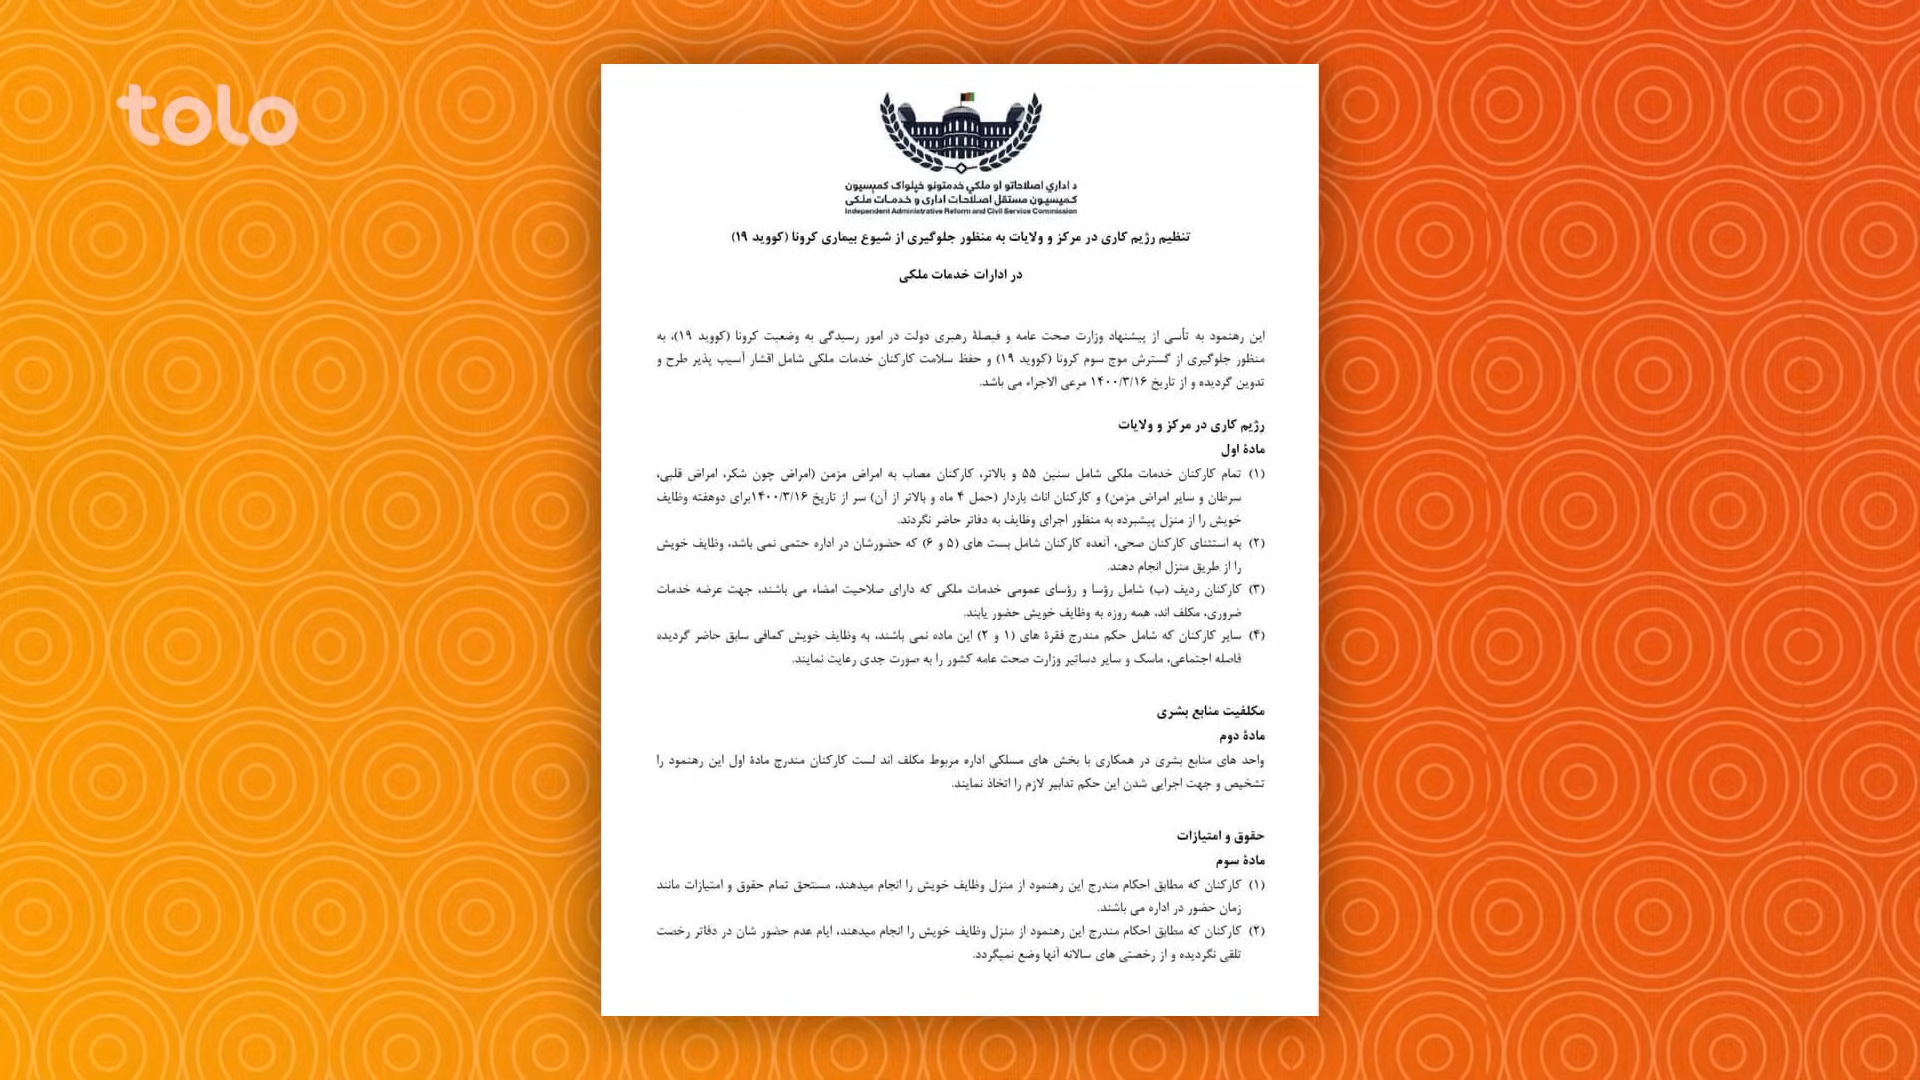 tolo
د اداري اصلاحاتو او ملکي خدمتونو خپلواک کمېسیون
کمیسیون مستقل اصلاحات اداری و خدمات ملکی
Independent Administrative Reform and Civil Service Commission
تنظیم رژیم کاری در مرکز و ولایات به منظور جلوگیری از شیوع بیماری کرونا (کووید ۱۹)
در ادارات خدمات ملکی
این رهنمود به تأسی از پیشنهاد وزارت صحت عامه و فیصلۀ رهبری دولت در امور رسیدگی به وضعیت کرونا (کووید ۱۹)، به
منظور جلوگیری از گسترش موج سوم کرونا (کووید ۱۹) و حفظ سلامت کارکنان خدمات ملکی شامل اقشار آسیب پذیر طرح و
تدوین گردیده و از تاریخ ۱۴۰۰/۳/۱۶ مرعی الاجراء می باشد.
رژیم کاری در مرکز و ولایات
مادۀ اول
(۱) تمام کارکنان خدمات ملکی شامل سنین ۵۵ و بالاتر، کارکنان مصاب به امراض مزمن (امراض چون شکر، امراض قلبی،
سرطان و سایر امراض مزمن) و کارکنان اناث باردار (حمل ۴ ماه و بالاتر از آن) سر از تاریخ ۱۴۰۰/۳/۱۶برای دوهفته وظایف
خویش را از منزل پیشبرده به منظور اجرای وظایف به دفاتر حاضر نگردند.
(۲) به استثنای کارکنان صحی، آنعده کارکنان شامل بست های (۵ و ۶) که حضورشان در اداره حتمی نمی باشد، وظایف خویش
را از طریق منزل انجام دهند.
(۳) کارکنان ردیف (ب) شامل رؤسا و رؤسای عمومی خدمات ملکی که دارای صلاحیت امضاء می باشند، جهت عرضه خدمات
ضروری، مکلف اند، همه روزه به وظایف خویش حضور یابند.
(۴) سایر کارکنان که شامل حکم مندرج فقرۀ های (۱ و ۲) این ماده نمی باشند، به وظایف خویش کمافی سابق حاضر گردیده
فاصله اجتماعی، ماسک و سایر دساتیر وزارت صحت عامه کشور را به صورت جدی رعایت نمایند.
مکلفیت منابع بشری
مادۀ دوم
واحد های منابع بشری در همکاری با بخش های مسلکی اداره مربوط مکلف اند لست کارکنان مندرج مادۀ اول این رهنمود را
تشخیص و جهت اجرایی شدن این حکم تدابیر لازم را اتخاذ نمایند.
حقوق و امتیازات
مادۀ سوم
(۱) کارکنان که مطابق احکام مندرج این رهنمود از منزل وظایف خویش را انجام میدهند، مستحق تمام حقوق و امتیازات مانند
زمان حضور در اداره می باشند.
(۲) کارکنان که مطابق احکام مندرج این رهنمود از منزل وظایف خویش را انجام میدهند، ایام عدم حضور شان در دفاتر رخصت
تلقی نگردیده و از رخصتی های سالانه آنها وضع نمیگردد.